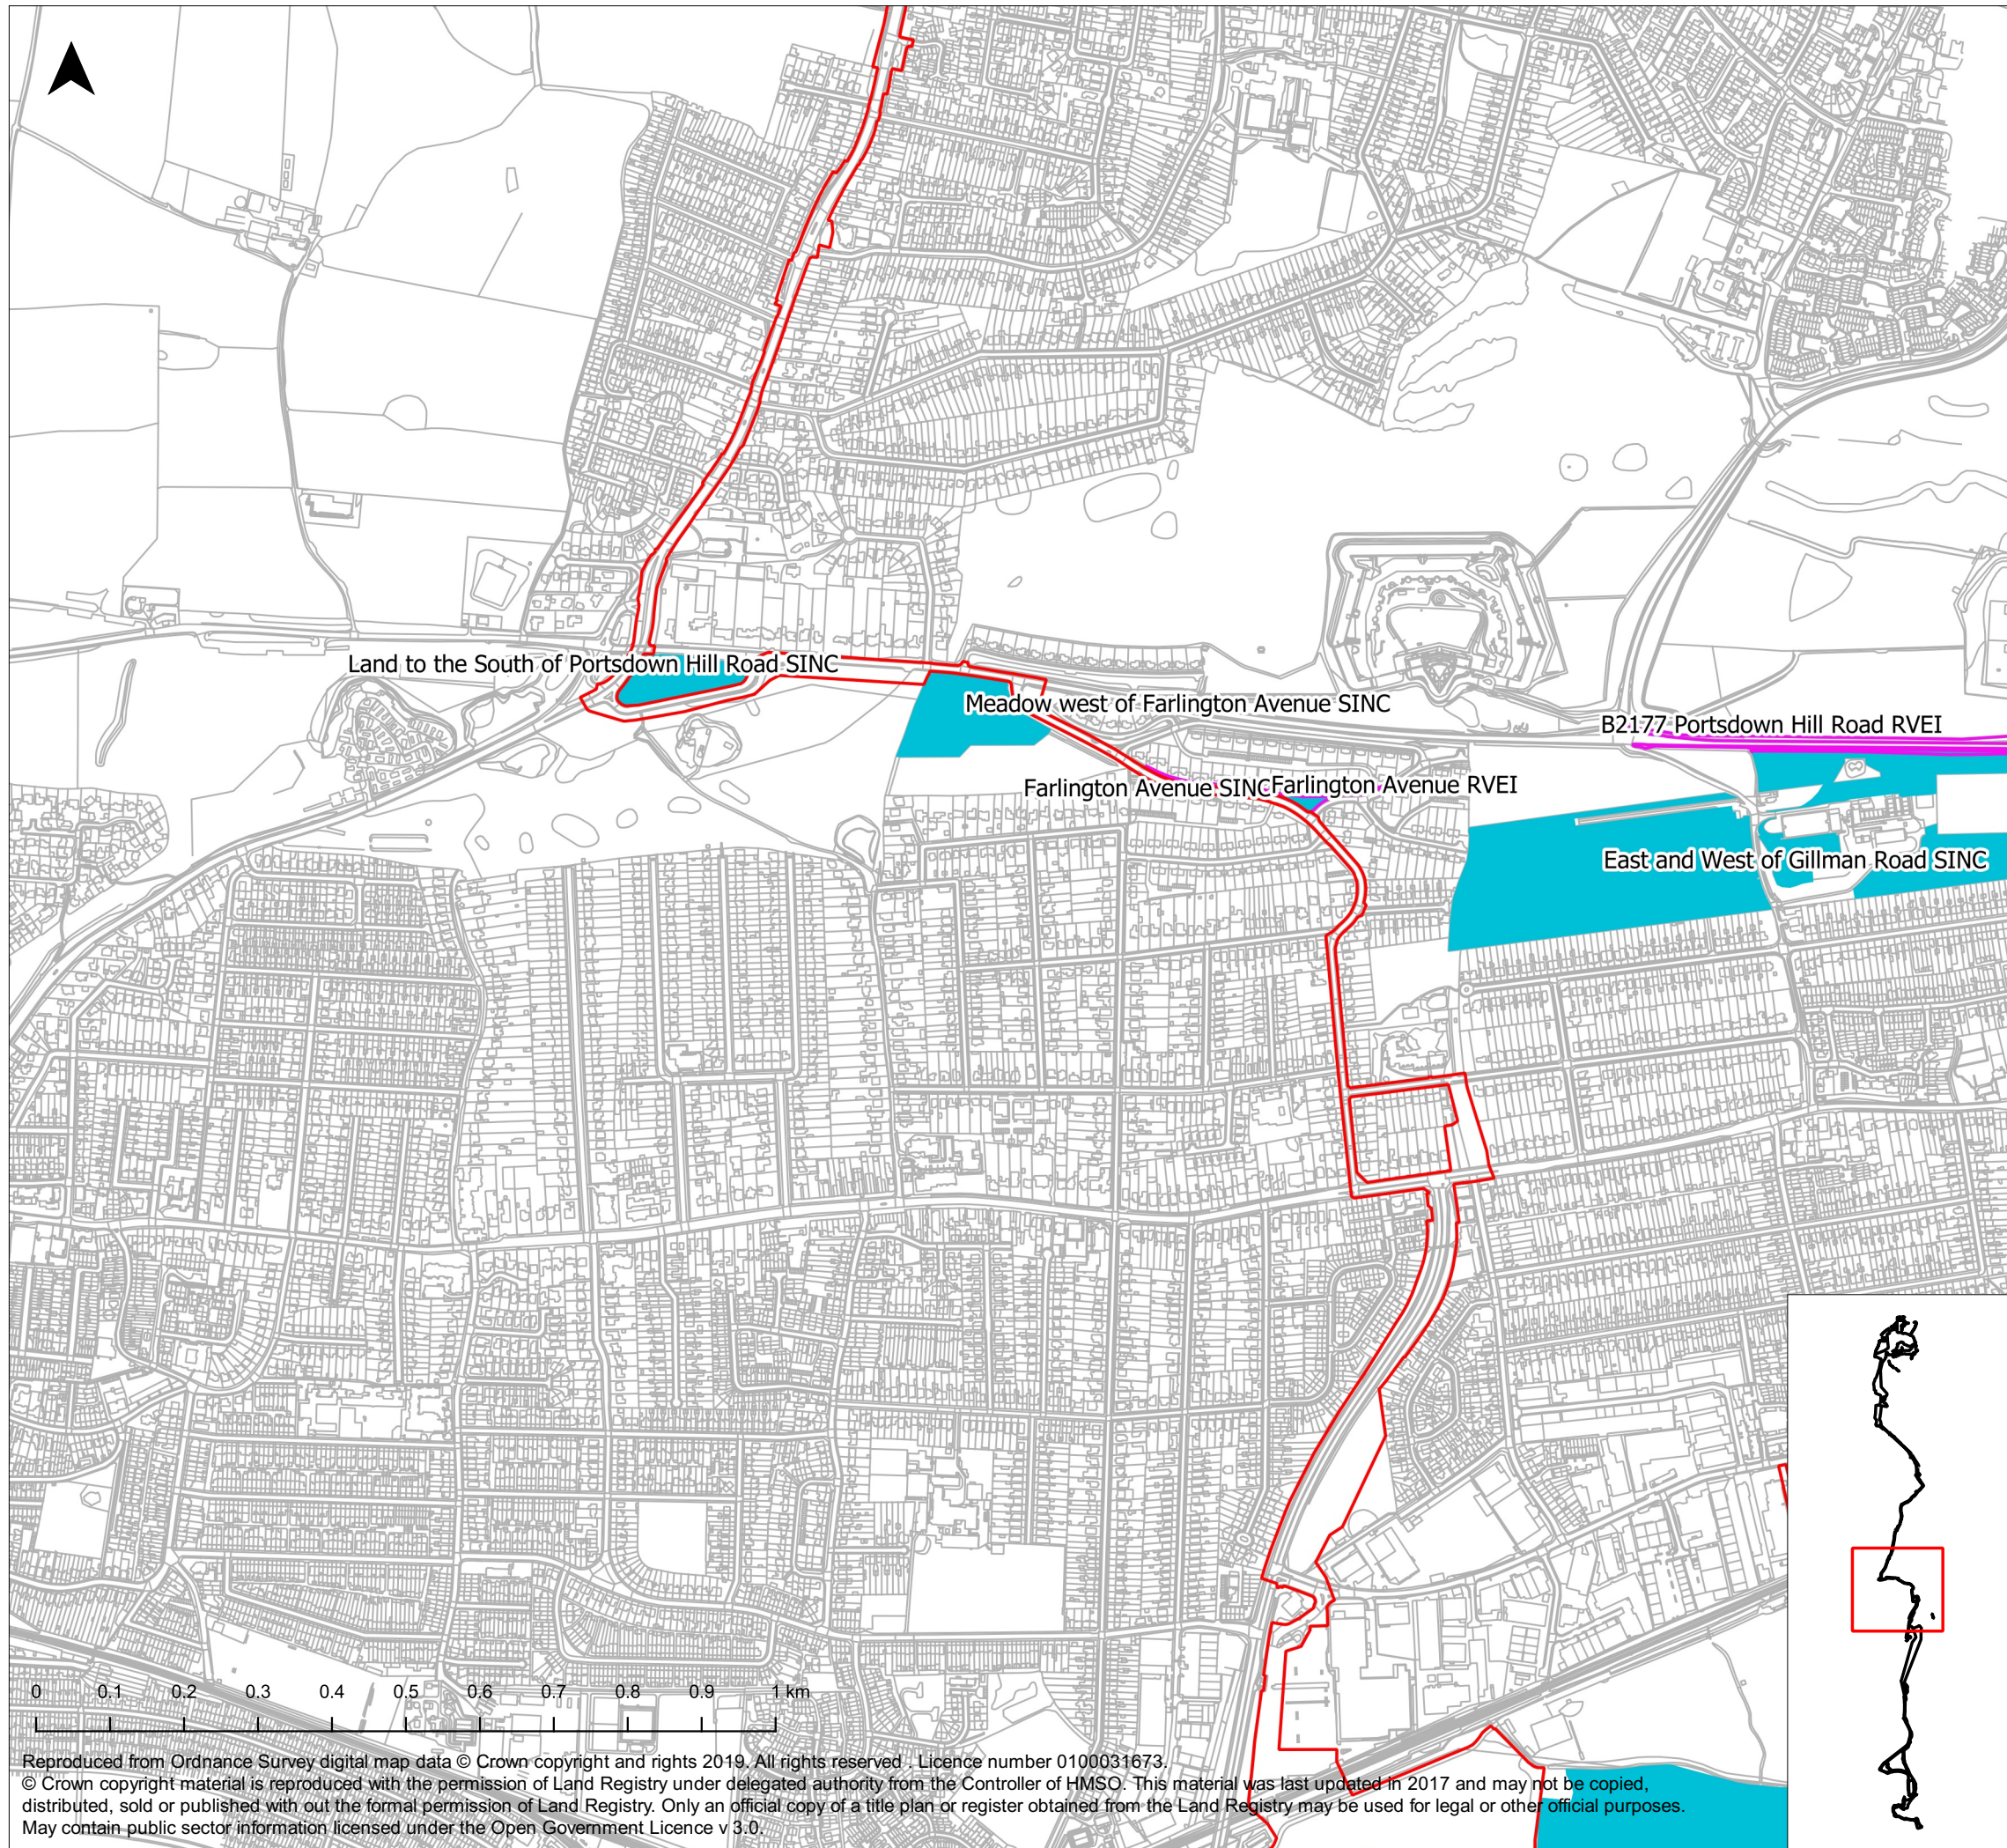 Land to the South of Portsdown Hill Road SINC
Meadow west of Farlington Avenue SINC
B2177 Portsdown Hill Road RVEI
Farlington Avenue SINC
Farlington Avenue RVEI
East and West of Gillman Road SINC
0 0.1 0.2 0.3 0.4 0.5 0.6 0.7 0.8 0.9 1 km
Reproduced from Ordnance Survey digital map data © Crown copyright and rights 2019. All rights reserved . Licence number 0100031673.
© Crown copyright material is reproduced with the permission of Land Registry under delegated authority from the Controller of HMSO. This material was last updated in 2017 and may not be copied,
distributed, sold or published with out the formal permission of Land Registry. Only an official copy of a title plan or register obtained from the Land Registry may be used for legal or other official purposes.
May contain public sector information licensed under the Open Government Licence v 3.0.